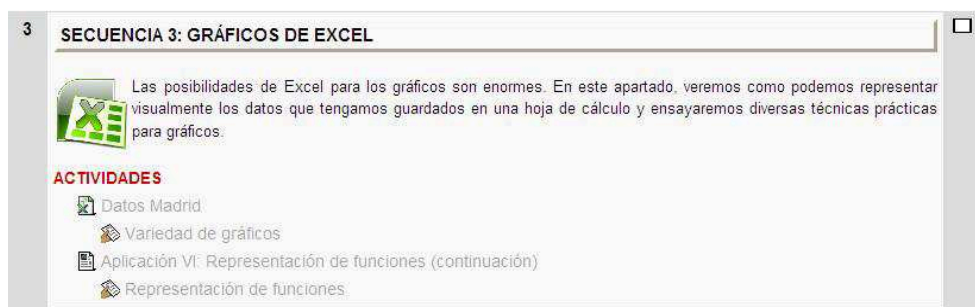 3
SECUENCIA 3: GRÁFICOS DE EXCEL
Las posibilidades de Excel para los gráficos son enormes. En este apartado, veremos como podemos representar
visualmente los datos que tengamos guardados en una hoja de cálculo y ensayaremos diversas técnicas prácticas
para gráficos.
ACTIVIDADES
Datos Madrid
Variedad de gráficos
Aplicación VI: Representación de funciones (continuación)
Representación de funciones